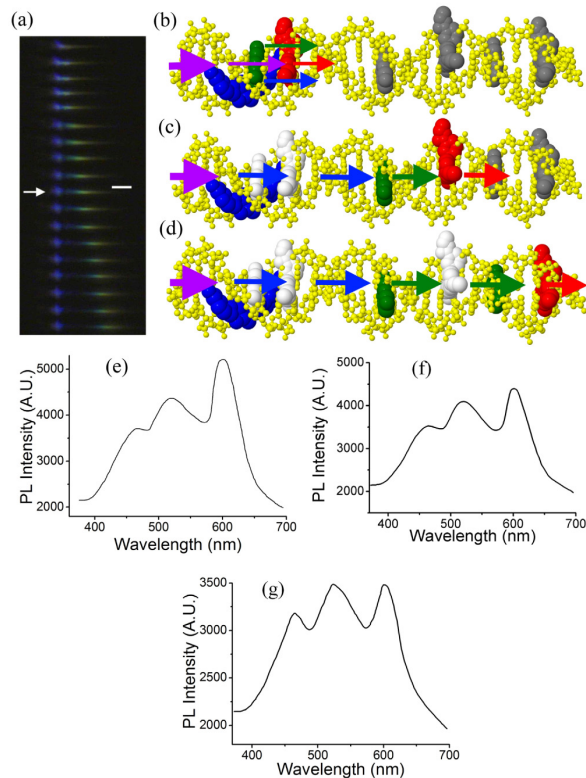 (a)
(b)
(c)
(d)
(e)
5000
4000
3000
2000
PL Intensity (A.U.)
400 500 600 700
Wavelength (nm)
(f)
5000
4000
3000
2000
PL Intensity (A.U.)
400 500 600 700
Wavelength (nm)
(g)
3500
3000
2500
2000
PL Intensity (A.U.)
400 500 600 700
Wavelength (nm)